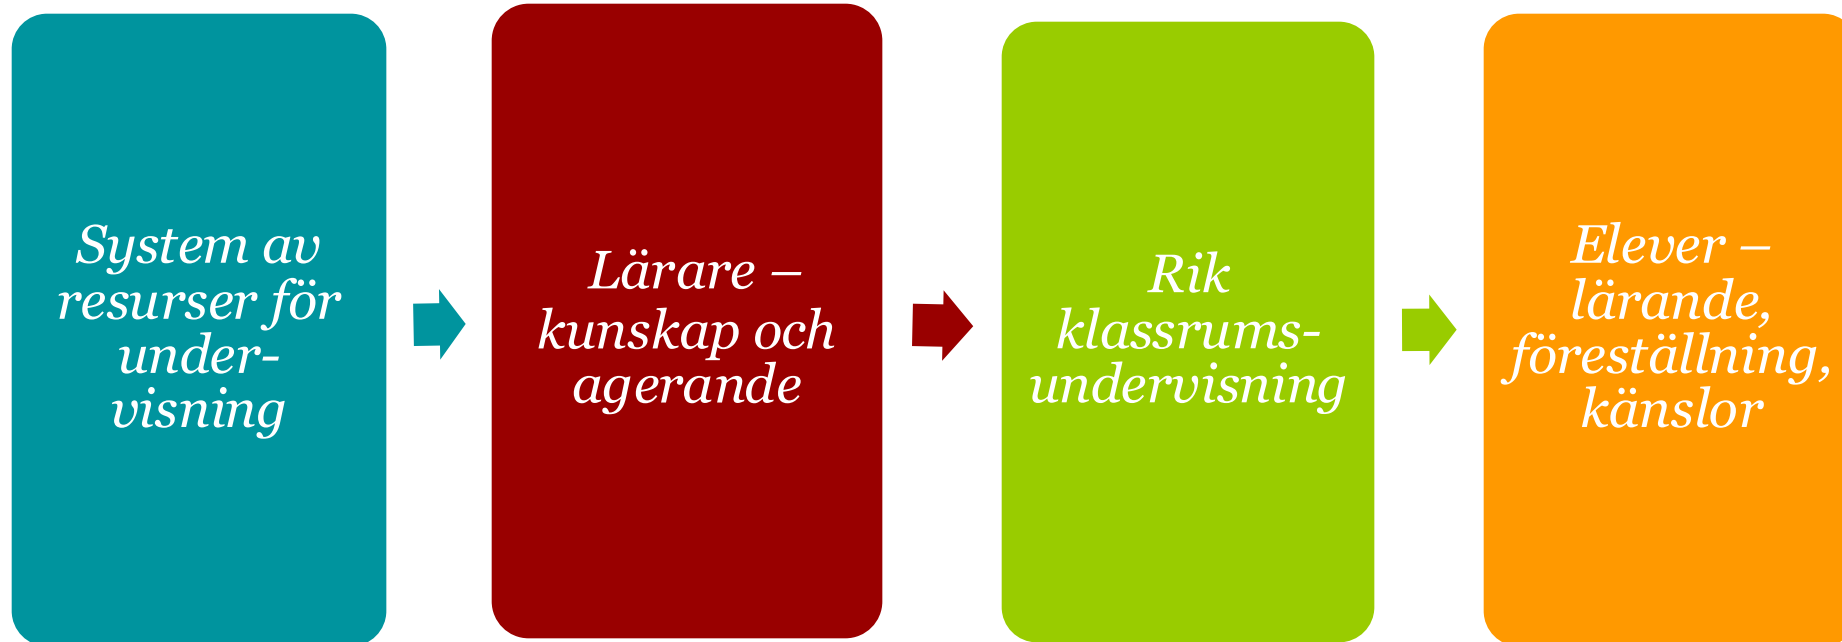 System av
resurser för
under-
visning
Lärare –
kunskap och
agerande
Rik
klassrums-
undervisning
Elever –
lärande,
föreställning,
känslor